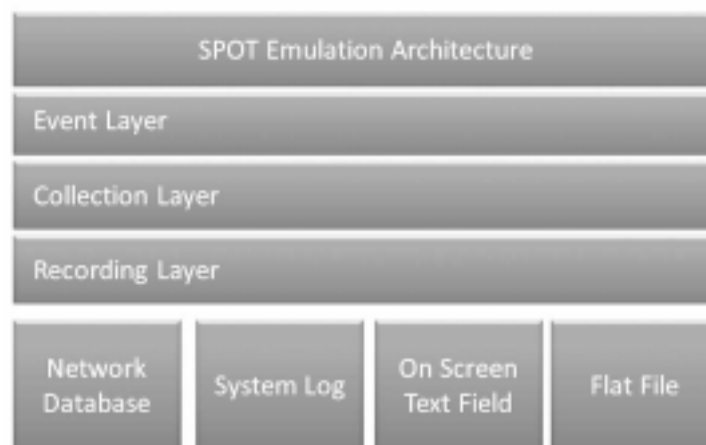 SPOT Emulation Architecture
Event Layer
Collection Layer
Recording Layer
Network
Database
System Log
On Screen
Text Field
Flat File